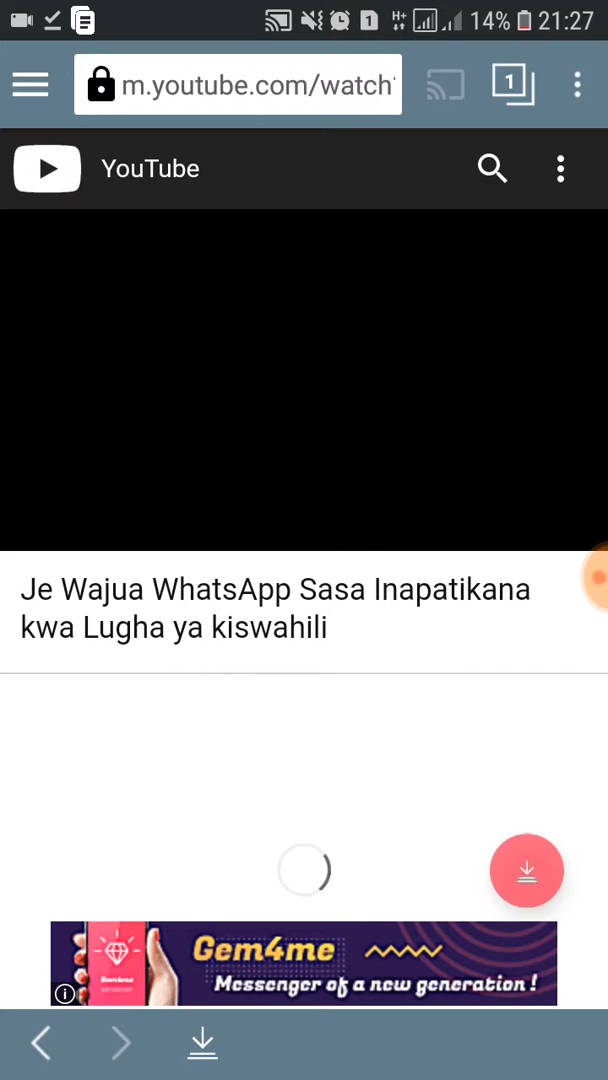 1
H+
14%
21:27
m.youtube.com/watch
1
YouTube
Je Wajua WhatsApp Sasa Inapatikana
kwa Lugha ya kiswahili
Gem4me
Messenger of a new generation!